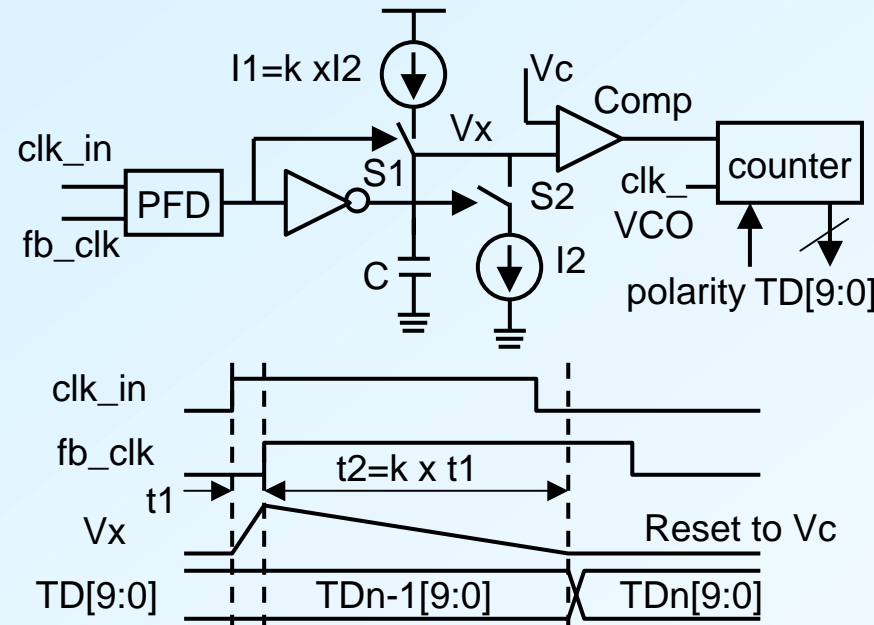 I1=k xI2
Vc
Comp
Vx
clk_in
S1
counter
PFD
clk_
VCO
S2
fb_clk
I2
C
polarity TD[9:0]
clk_in
fb_clk
t2=k x t1
t1
Vx
Reset to Vc
TD[9:0]
TDn-1[9:0]
TDn[9:0]